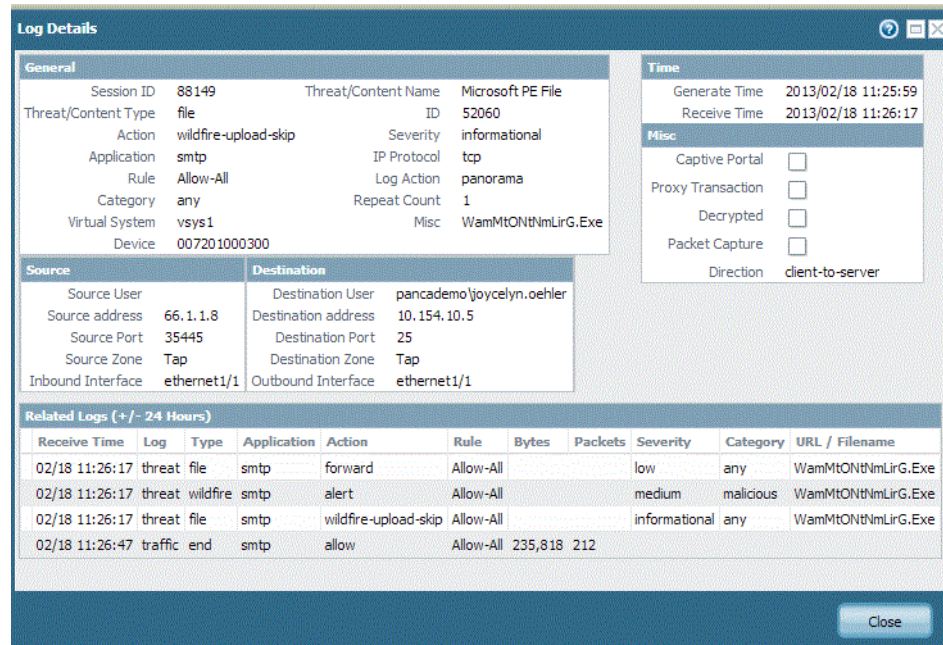 Log Details
General
Session ID 88149 Threat/Content Name Microsoft PE File
Threat/Content Type file ID 52060
Action wildfire-upload-skip Severity informational
Application smtp IP Protocol tcp
Rule Allow-All Log Action panorama
Category any Repeat Count 1
Virtual System vsys1 Misc WamMtONtNmLirG.Exe
Device 007201000300
Time
Generate Time 2013/02/18 11:25:59
Receive Time 2013/02/18 11:26:17
Misc
Captive Portal
Proxy Transaction
Decrypted
Packet Capture
Direction client-to-server
Source
Source User
Source address 66.1.1.8
Source Port 35445
Source Zone Tap
Inbound Interface ethernet1/1
Destination
Destination User pancademo\joycelyn.oehler
Destination address 10.154.10.5
Destination Port 25
Destination Zone Tap
Outbound Interface ethernet1/1
Related Logs (+/- 24 Hours)
Receive Time Log Type Application Action Rule Bytes Packets Severity Category URL / Filename
02/18 11:26:17 threat file smtp forward Allow-All low any WamMtONtNmLirG.Exe
02/18 11:26:17 threat wildfire smtp alert Allow-All medium malicious WamMtONtNmLirG.Exe
02/18 11:26:17 threat file smtp wildfire-upload-skip Allow-All informational any WamMtONtNmLirG.Exe
02/18 11:26:47 traffic end smtp allow Allow-All 235,818 212
Close